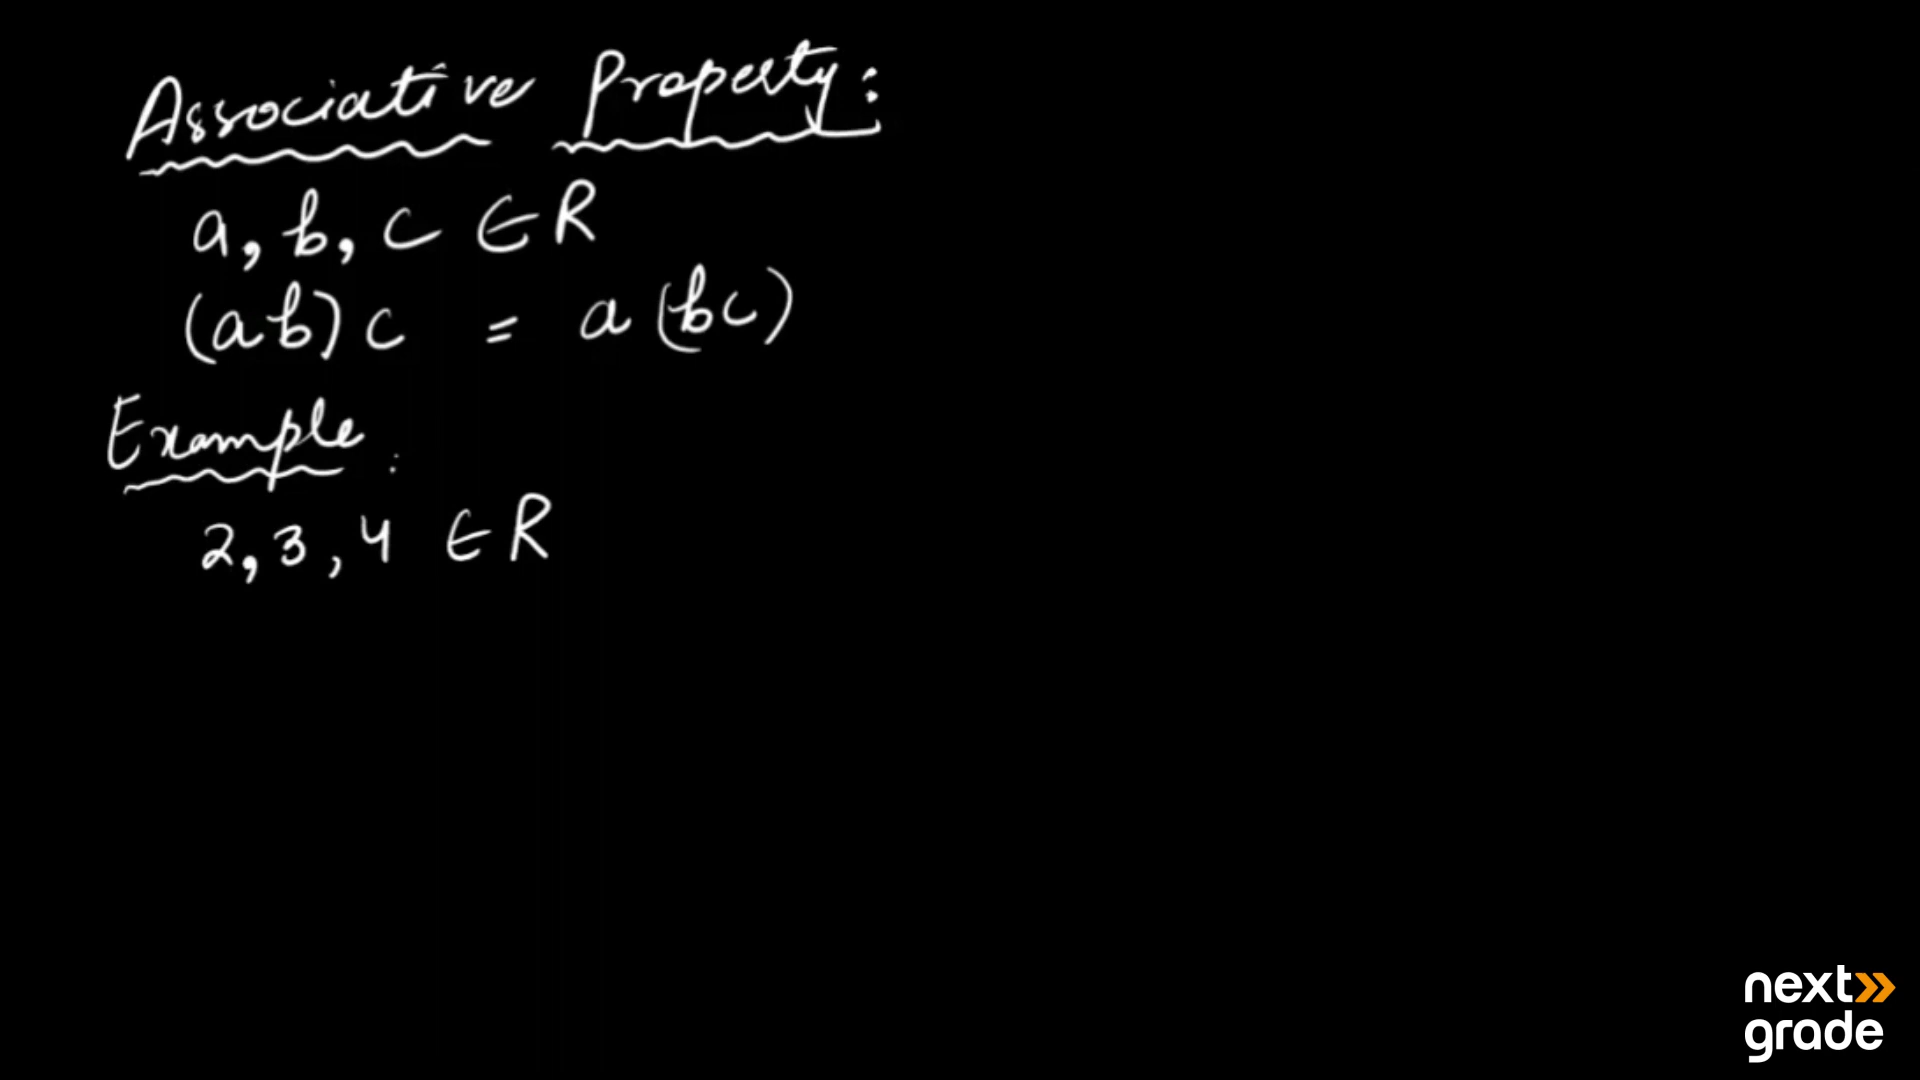 Associative Property:
a, b, c ∈ R
(ab) c = a (bc)
Example:
2, 3, 4 ∈ R
next
grade